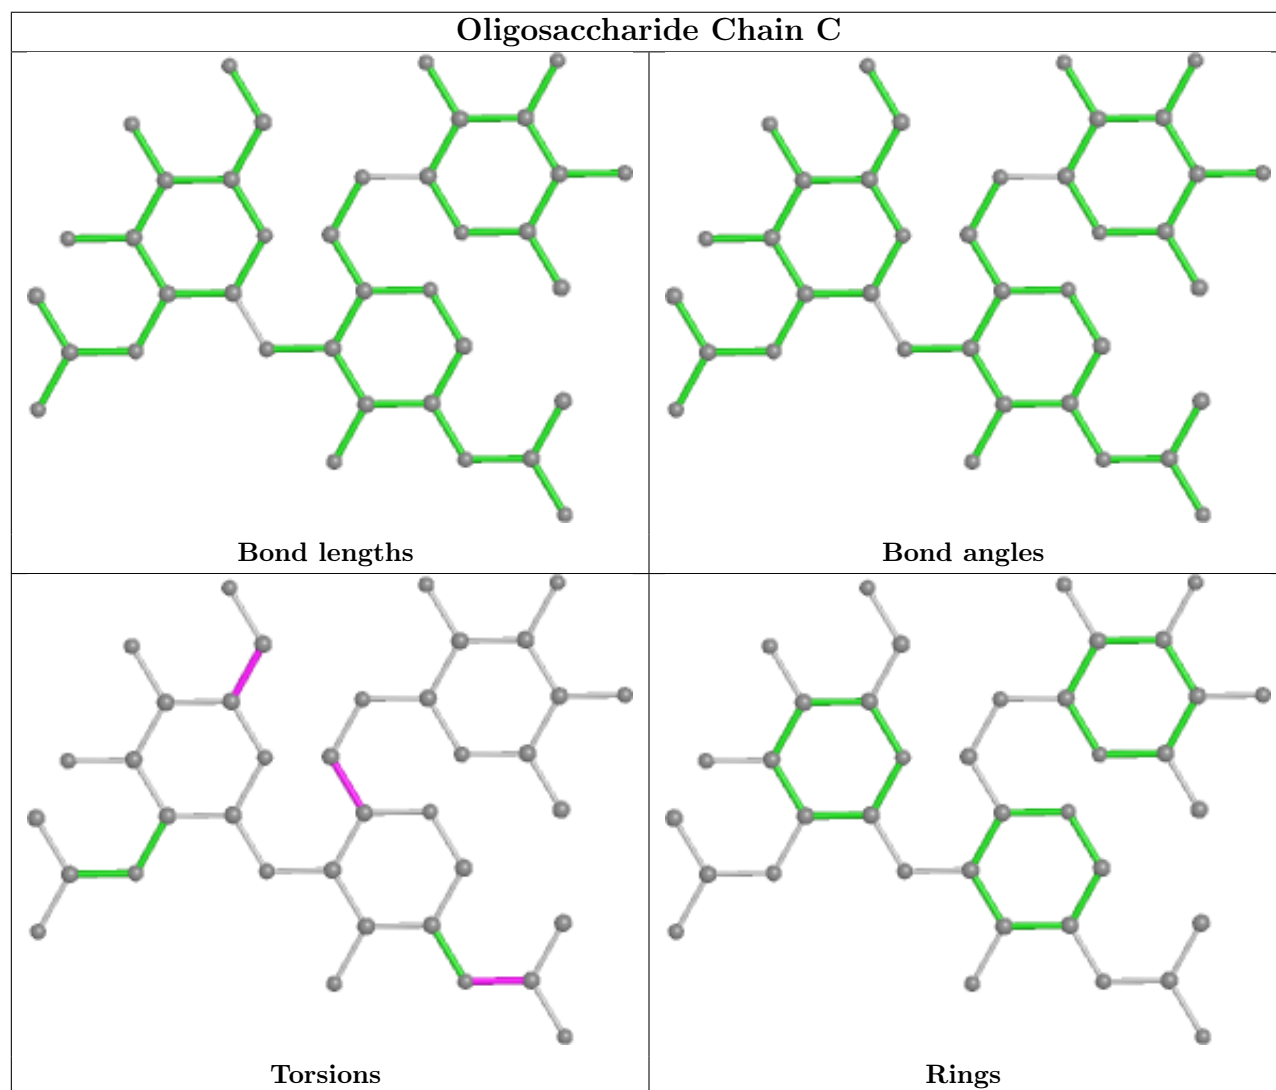 Oligosaccharide Chain C
Bond lengths
Bond angles
Torsions
Rings